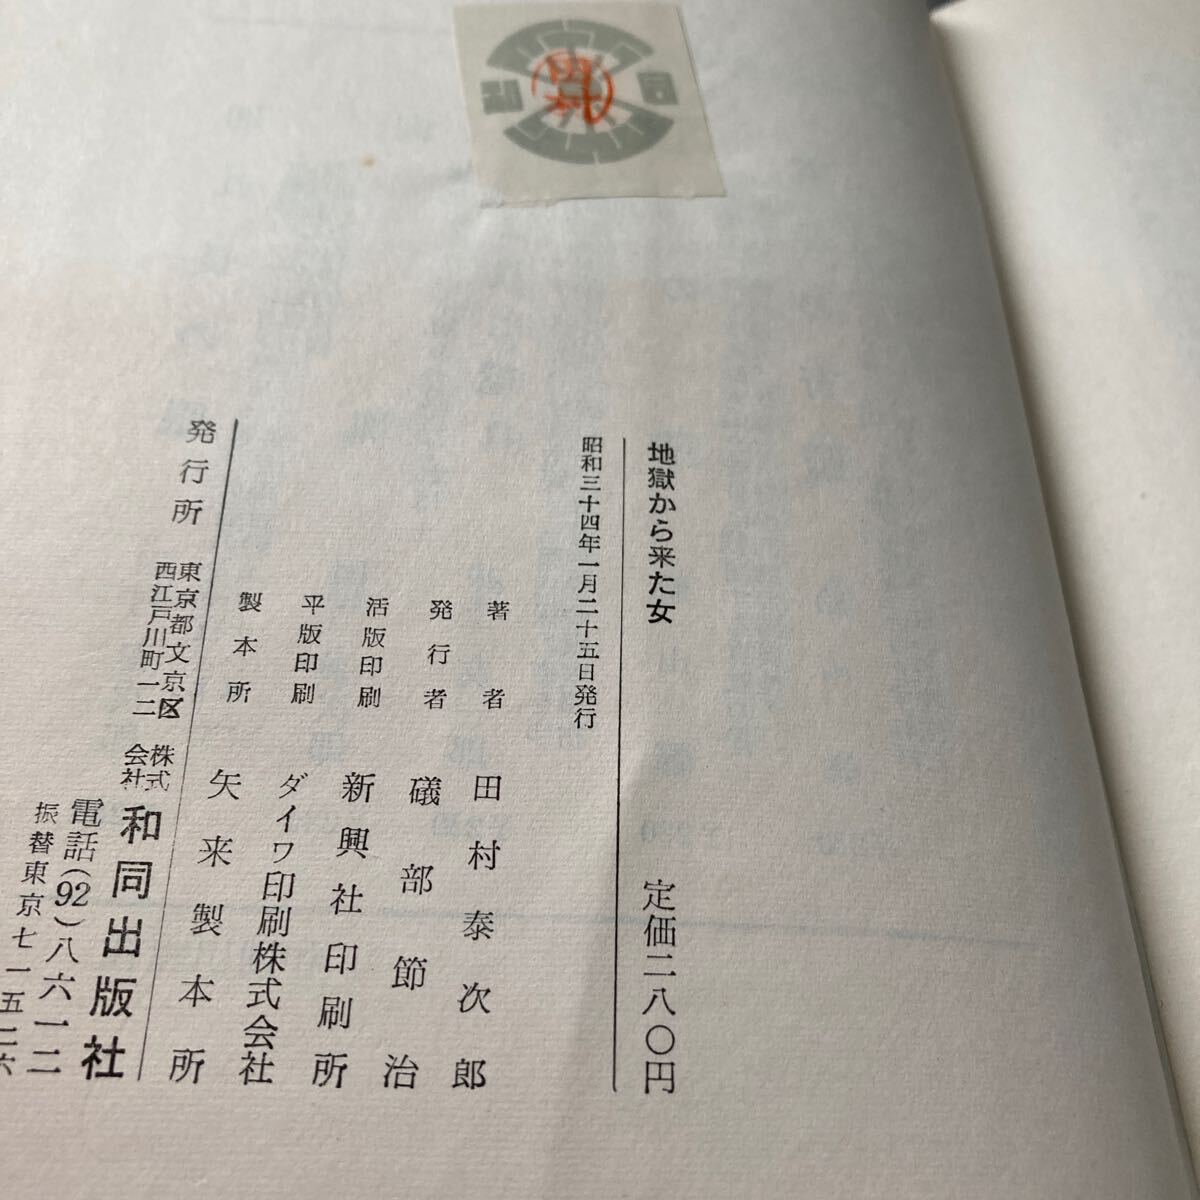 地獄から来た女
定価二八〇円
昭和三十四年一月二十五日発行
著者 田村泰次郎
発行者 礒部節治
活版印刷 新興社印刷所
平版印刷 ダイワ印刷株式会社
製本所 矢来製本所
発行所
東京都文京区
西江戸川町一二
株式
会社
和同出版社
電話(92)八六一二
振替東京七一五二六